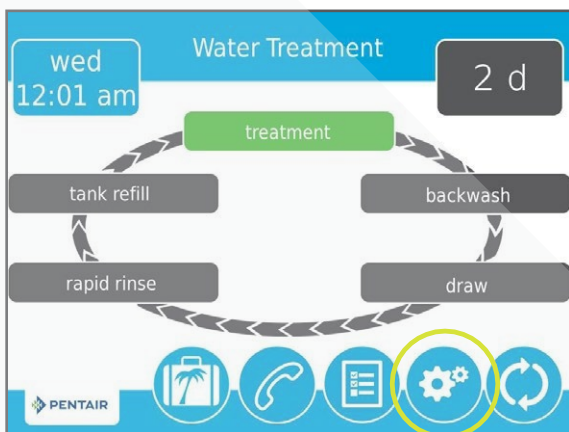 wed
12:01 am
Water Treatment
2 d
treatment
tank refill
backwash
rapid rinse
draw
PENTAIR